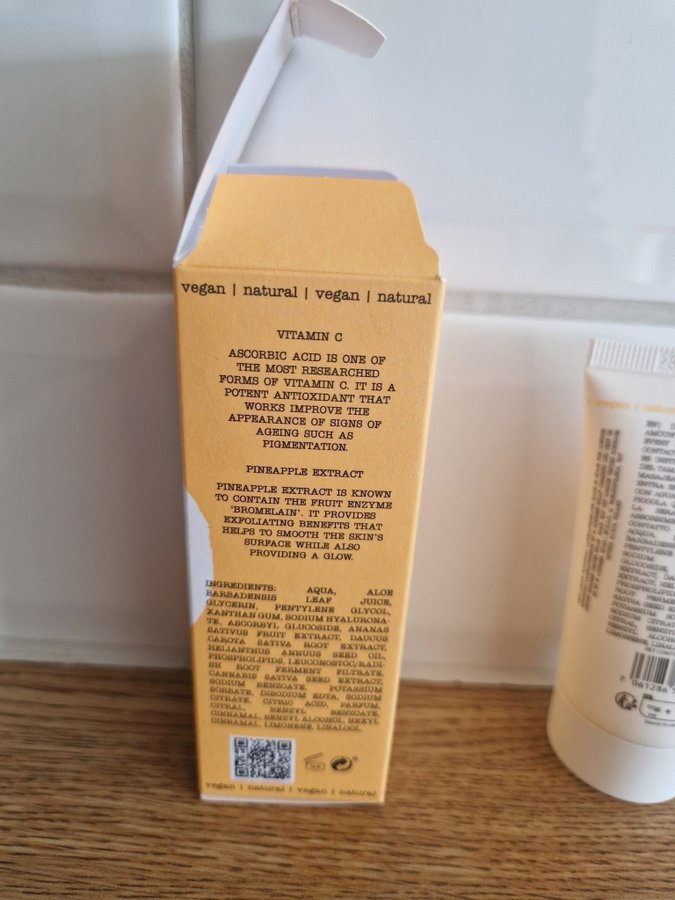 vegan | natural | vegan | natural
VITAMIN C
ASCORBIC ACID IS ONE OF
THE MOST RESEARCHED
FORMS OF VITAMIN C. IT IS A
POTENT ANTIOXIDANT THAT
WORKS IMPROVE THE
APPEARANCE OF SIGNS OF
AGEING SUCH AS
PIGMENTATION.
PINEAPPLE EXTRACT
PINEAPPLE EXTRACT IS KNOWN
TO CONTAIN THE FRUIT ENZYME
'BROMELAIN'. IT PROVIDES
EXFOLIATING BENEFITS THAT
HELPS TO SMOOTH THE SKIN'S
SURFACE WHILE ALSO
PROVIDING A GLOW.
INGREDIENTS: AQUA, ALOE
BARBADENSIS LEAF JUICE,
GLYCERIN, PENTYLENE GLYCOL,
XANTHAN GUM, SODIUM HYALURONA-
TE, ASCORBYL GLUCOSIDE, ANANAS
SATIVUS FRUIT EXTRACT, DAUCUS
CAROTA SATIVA ROOT EXTRACT,
HELIANTHUS ANNUUS SEED OIL,
PHOSPHOLIPIDS, LEUCONOSTOC/RADI-
SH ROOT FERMENT FILTRATE,
CANNABIS SATIVA SEED EXTRACT,
SODIUM BENZOATE, POTASSIUM
SORBATE, DISODIUM EDTA, SODIUM
CITRATE, CITRIC ACID, PARFUM,
CITRAL, BENZYL BENZOATE,
CINNAMAL, BENZYL ALCOHOL, HEXYL
CINNAMAL, LIMONENE, LINALOOL.
vegan | natural | vegan | natural
vegan | natur